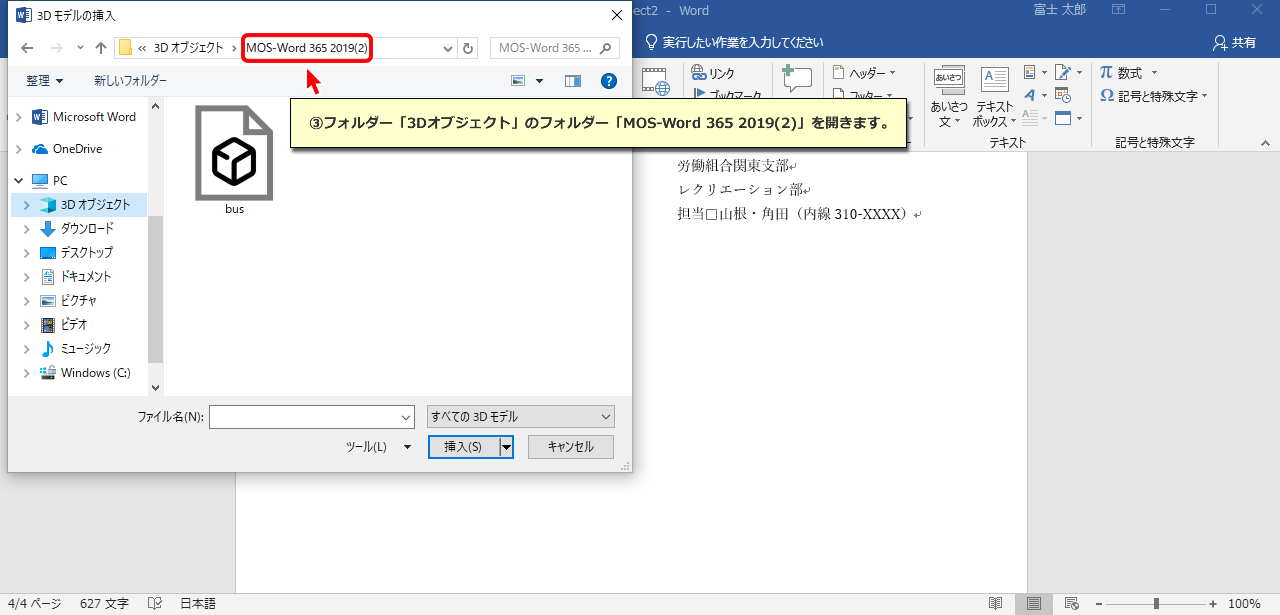 3D モデルの挿入
ect2 - Word
富士 太郎
« 3D オブジェクト
MOS-Word 365 2019(2)
MOS-Word 365 ...
実行したい作業を入力してください
共有
整理
新しいフォルダー
リンク
ブックマーク
ヘッダー
フッター
あいさつ
あいさつ文
テキスト ボックス
テキスト
π 数式
Ω 記号と特殊文字
記号と特殊文字
Microsoft Word
OneDrive
PC
3D オブジェクト
ダウンロード
デスクトップ
ドキュメント
ピクチャ
ビデオ
ミュージック
Windows (C:)
bus
③フォルダー「3Dオブジェクト」のフォルダー「MOS-Word 365 2019(2)」を開きます。
労働組合関東支部↵
レクリエーション部↵
担当□山根・角田（内線 310-XXXX）↵
ファイル名(N):
すべての 3D モデル
ツール(L)
挿入(S)
キャンセル
4/4 ページ
627 文字
日本語
100%